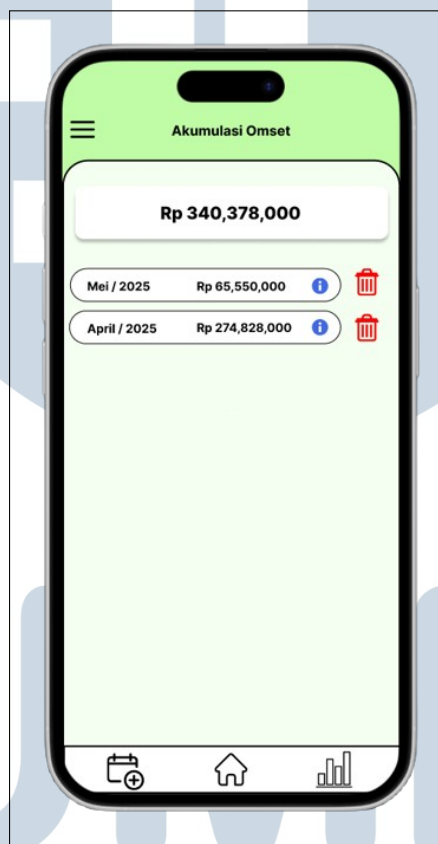 Akumulasi Omset
Rp 340,378,000
Mei / 2025 Rp 65,550,000
April / 2025 Rp 274,828,000